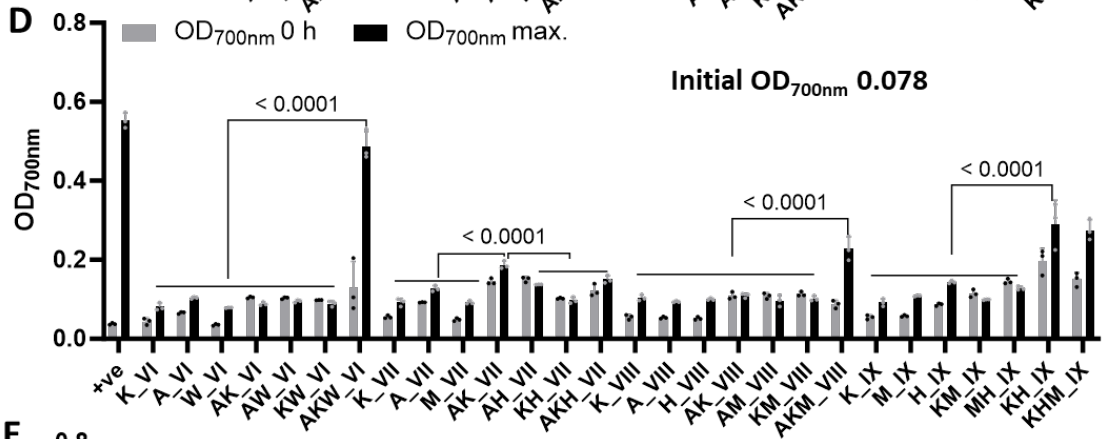 D
0.8
OD700nm 0 h
OD700nm max.
Initial OD700nm 0.078
0.6
0.4
0.2
0.0
OD700nm
< 0.0001
< 0.0001
< 0.0001
< 0.0001
+ve
K_VI
A_VI
W_VI
AK_VI
AW_VI
KW_VI
AKW_VI
K_VII
A_VII
M_VII
AK_VII
AH_VII
KH_VII
AKH_VII
K_VIII
A_VIII
H_VIII
AK_VIII
AM_VIII
KM_VIII
AKM_VIII
K_IX
M_IX
H_IX
KM_IX
MH_IX
KH_IX
KHM_IX